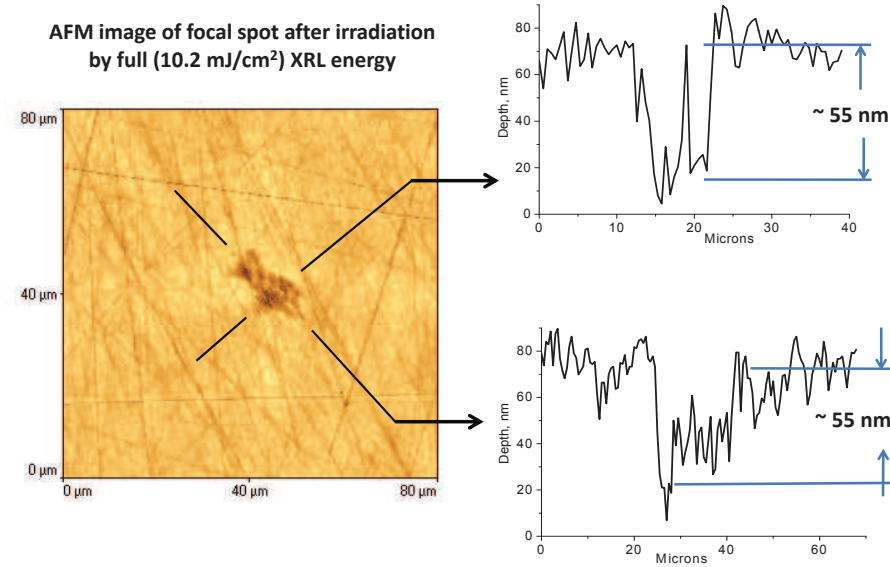 AFM image of focal spot after irradiation
by full (10.2 mJ/cm²) XRL energy
80 µm
40 µm
0 µm
0 µm 40 µm 80 µm
Depth, nm
80
60
40
20
0
0 10 20 30 40
Microns
~ 55 nm
Depth, nm
80
60
40
20
0
0 20 40 60
Microns
~ 55 nm